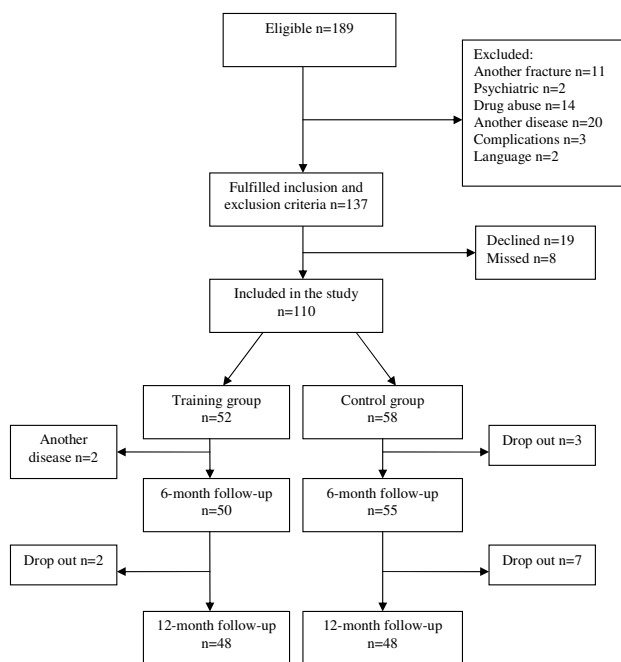 Eligible n=189
Excluded:
Another fracture n=11
Psychiatric n=2
Drug abuse n=14
Another disease n=20
Complications n=3
Language n=2
Fulfilled inclusion and
exclusion criteria n=137
Declined n=19
Missed n=8
Included in the study
n=110
Training group
n=52
Control group
n=58
Another
disease n=2
Drop out n=3
6-month follow-up
n=50
6-month follow-up
n=55
Drop out n=2
Drop out n=7
12-month follow-up
n=48
12-month follow-up
n=48